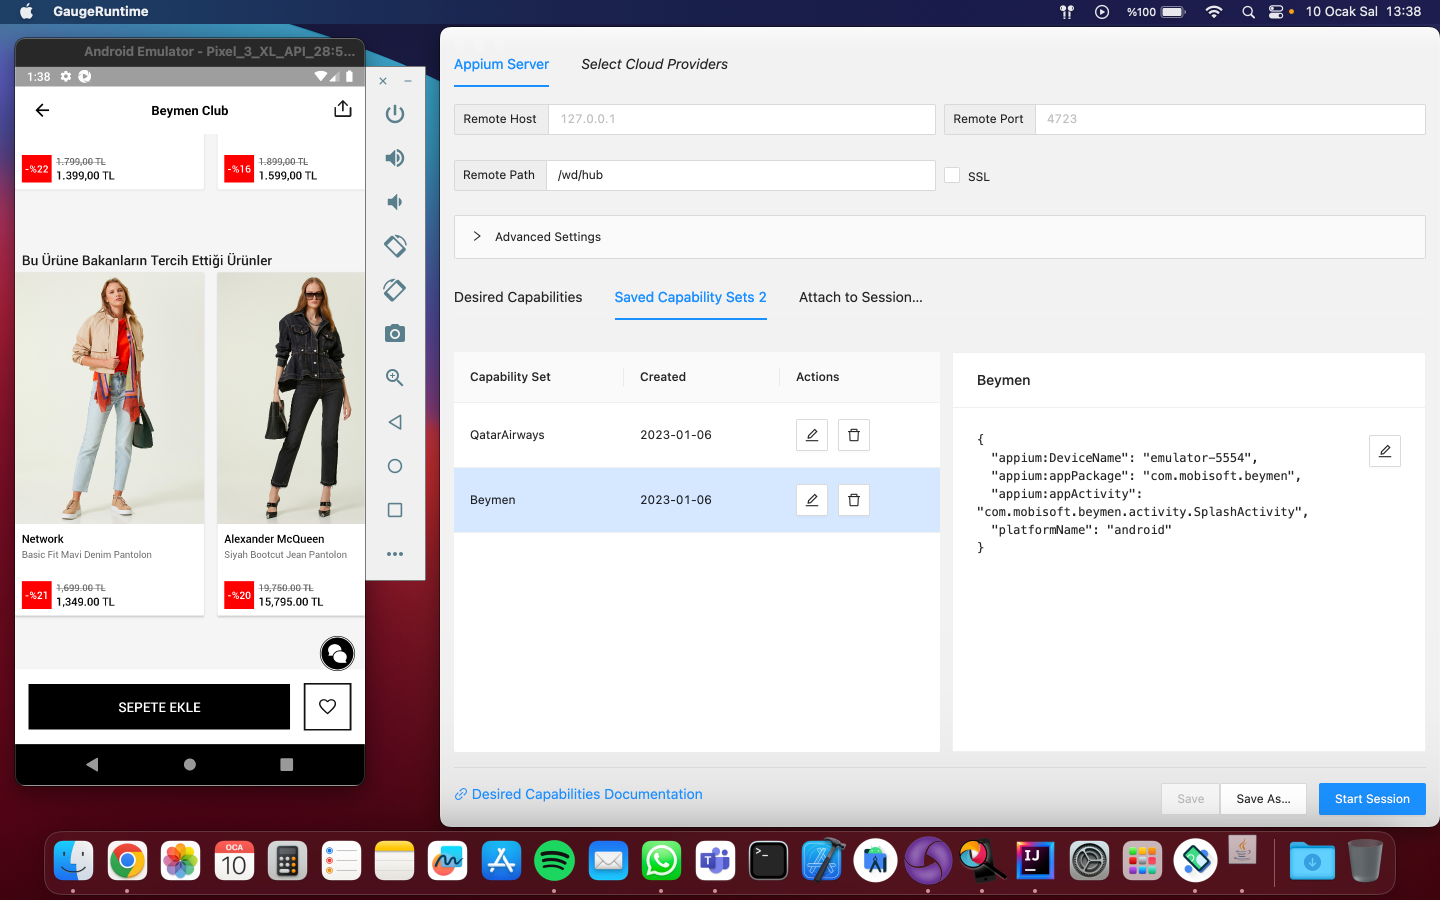 GaugeRuntime
%100
10 Ocak Sal 13:38
Android Emulator - Pixel_3_XL_API_28:5...
1:38
Beymen Club
-%22
1.799,00 TL
1.399,00 TL
-%16
1.899,00 TL
1.599,00 TL
Bu Ürüne Bakanların Tercih Ettiği Ürünler
Network
Basic Fit Mavi Denim Pantolon
-%21
1,699.00 TL
1,349.00 TL
Alexander McQueen
Siyah Bootcut Jean Pantolon
-%20
19,750.00 TL
15,795.00 TL
SEPETE EKLE
Appium Server
Select Cloud Providers
Remote Host
127.0.0.1
Remote Port
4723
Remote Path
/wd/hub
SSL
Advanced Settings
Desired Capabilities
Saved Capability Sets 2
Attach to Session...
Capability Set
Created
Actions
QatarAirways
2023-01-06
Beymen
2023-01-06
Beymen
{
"appium:DeviceName": "emulator-5554",
"appium:appPackage": "com.mobisoft.beymen",
"appium:appActivity":
"com.mobisoft.beymen.activity.SplashActivity",
"platformName": "android"
}
Desired Capabilities Documentation
Save
Save As...
Start Session
OCA
10
IJ